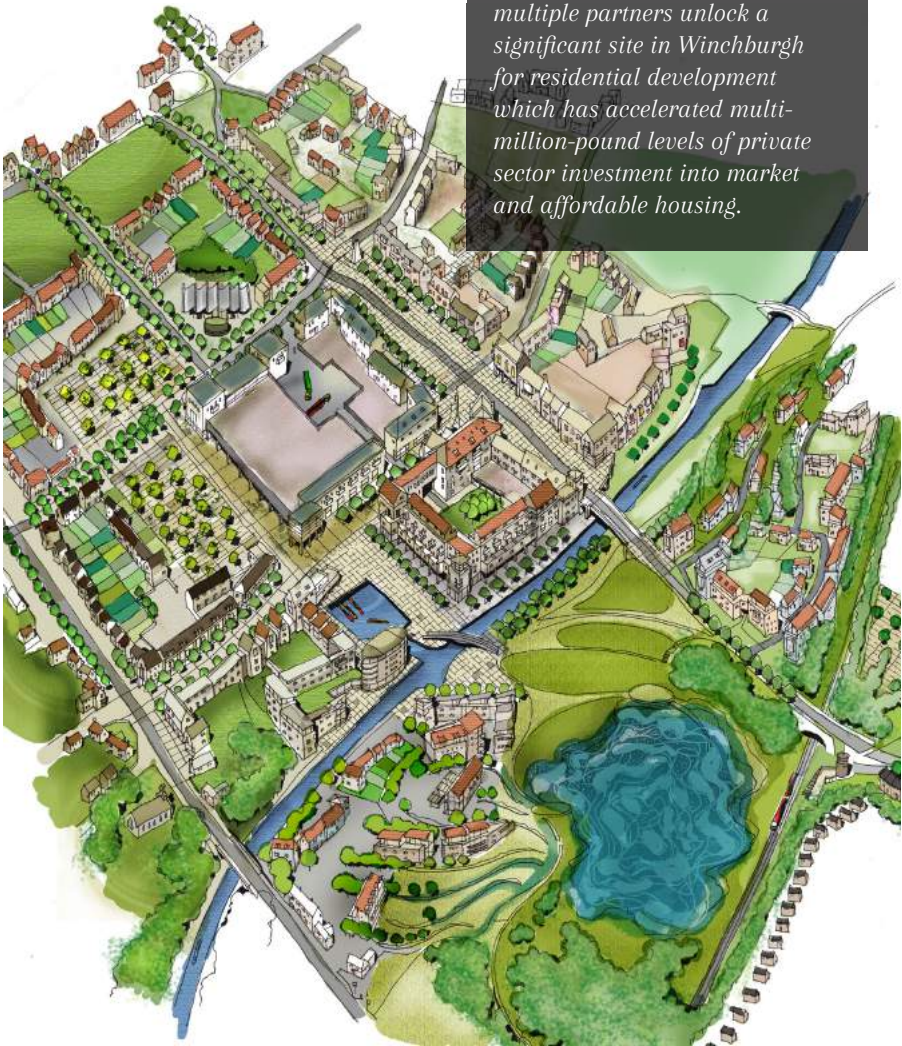 multiple partners unlock a
significant site in Winchburgh
for residential development
which has accelerated multi-
million-pound levels of private
sector investment into market
and affordable housing.